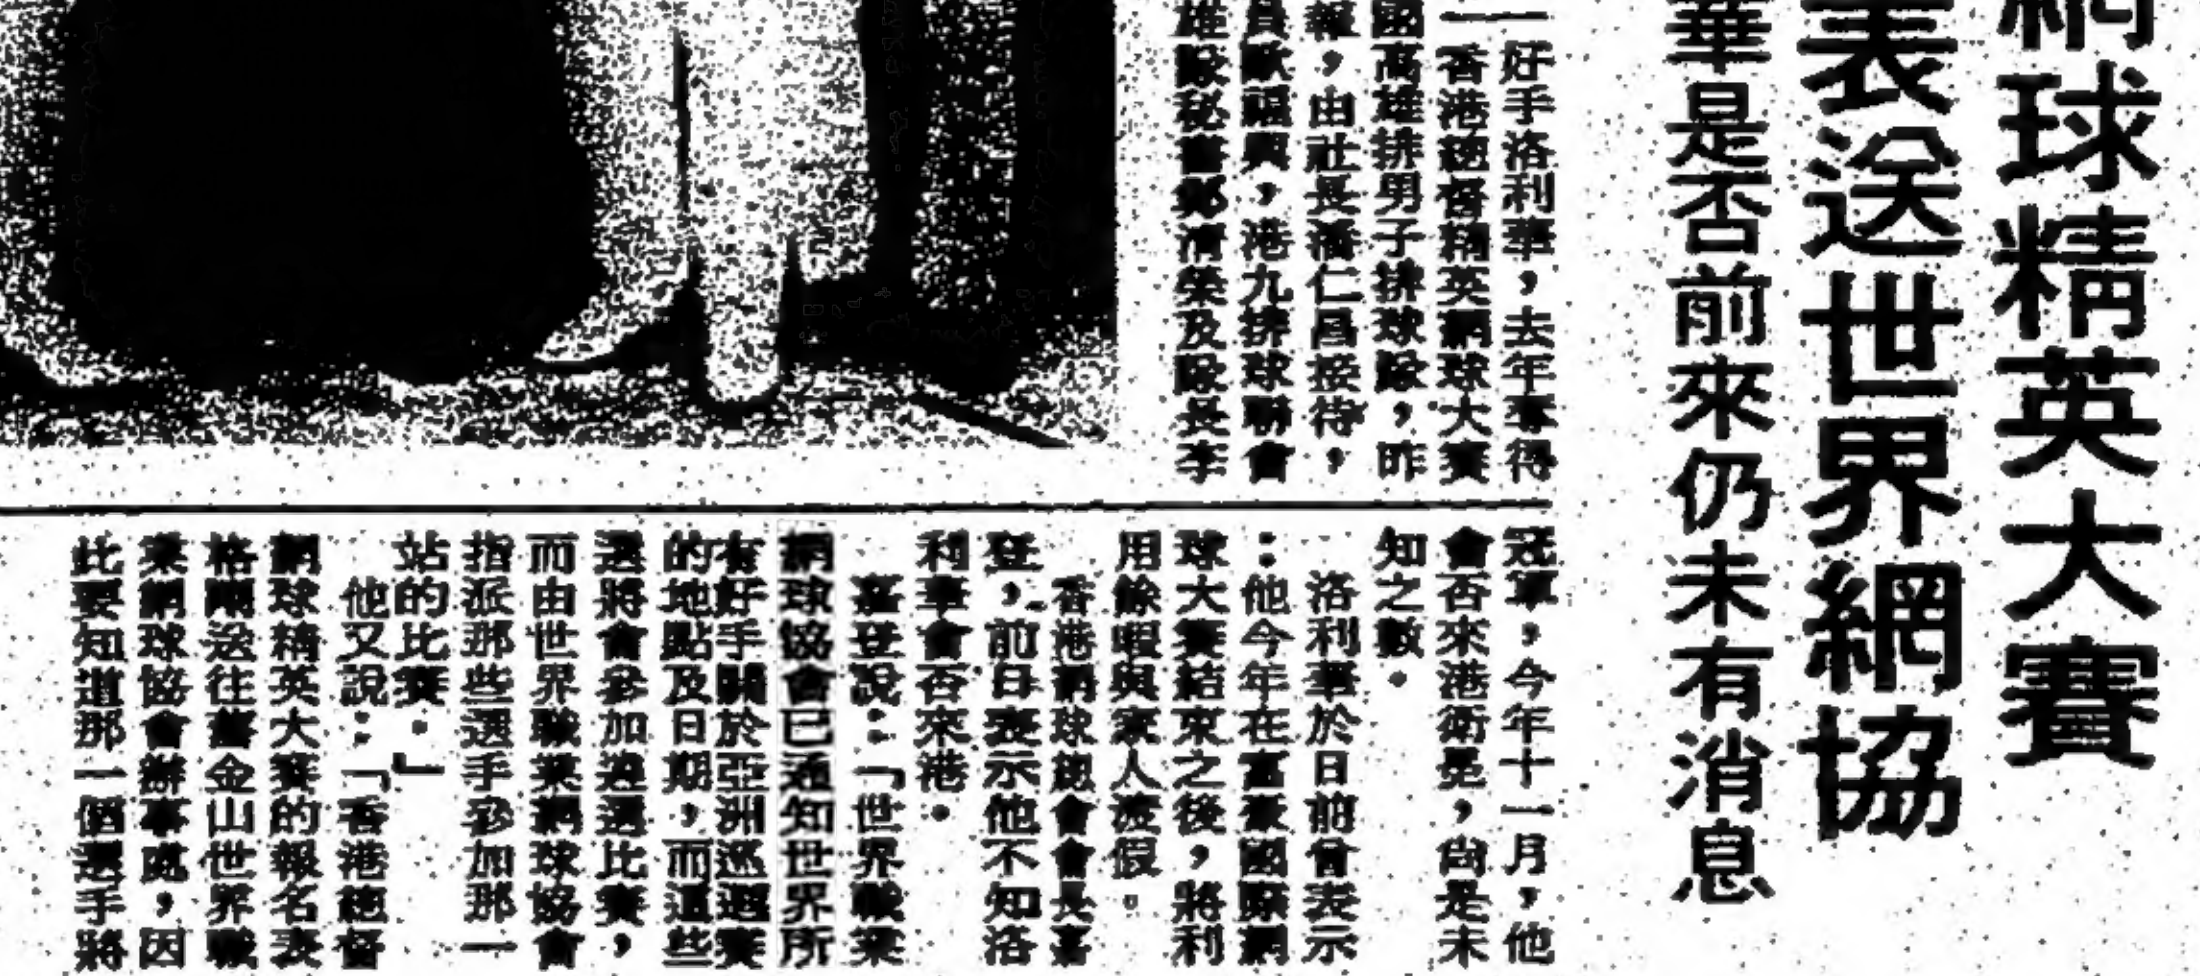 網球精英大賽
表送世界網協
華是否前來仍未有消息
一好手洛利華，去年奪得
一香港總督精英網球大賽
國高雄排男子排球隊，昨
報，由社長潘仁昌接待，
員歐福興，港九排球聯會
雄隊秘書鄭清榮及隊長李
冠軍，今年十一月，他
會否來港衛冕，尚是未
知之數。
洛利華於日前曾表示
：他今年在富豪國際網
球大賽結束之後，將利
用餘暇與家人渡假。
香港網球總會會長嘉
登，前日表示他不知洛
利華會否來港。
嘉登說：「世界職業
網球協會已通知世界所
有好手關於亞洲巡迴賽
的地點及日期，而這些
選將會參加巡迴比賽，
而由世界職業網球協會
指派那些選手參加那一
站的比賽。」
他又說：「香港總督
網球精英大賽的報名表
格剛送往舊金山世界職
業網球協會辦事處，因
此要知道那一個選手將